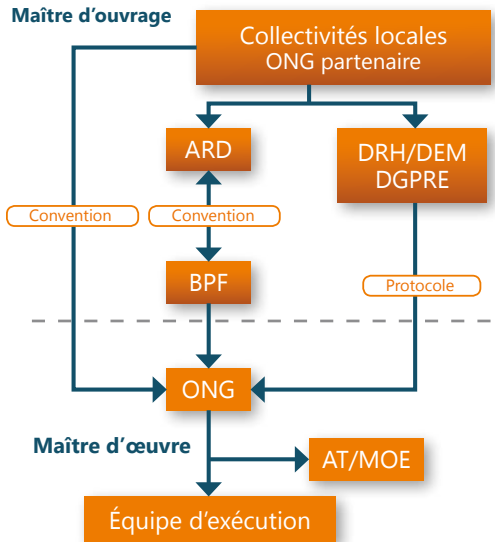 Maître d'ouvrage
Collectivités locales
ONG partenaire
ARD
DRH/DEM
DGPRE
Convention
Convention
BPF
Protocole
ONG
Maître d'œuvre
AT/MOE
Équipe d'exécution